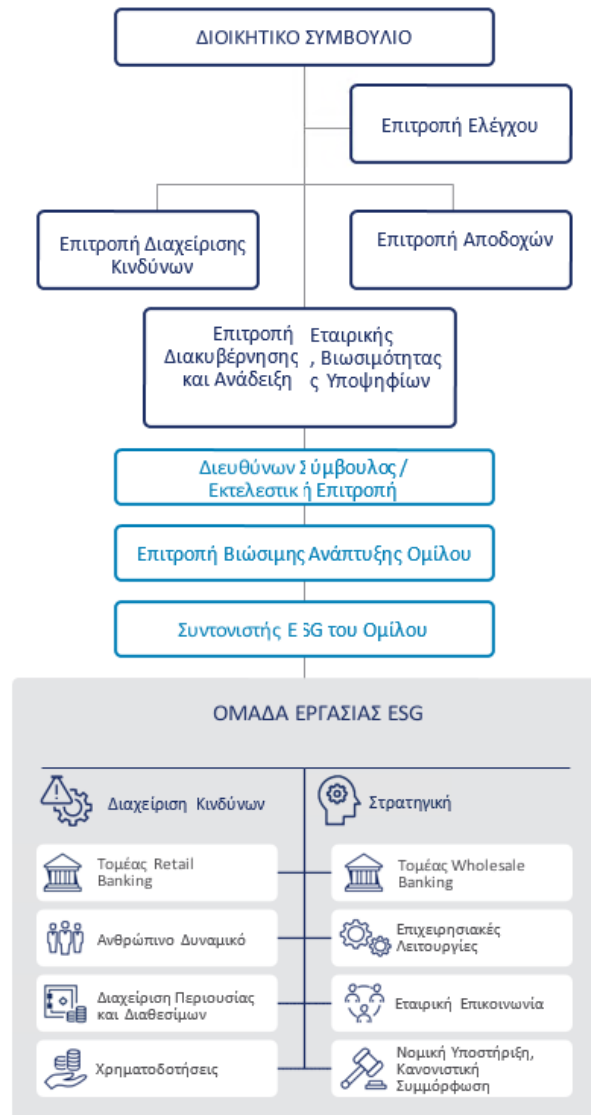 ΔΙΟΙΚΗΤΙΚΟ ΣΥΜΒΟΥΛΙΟ
Επιτροπή Ελέγχου
Επιτροπή Διαχείρισης
Κινδύνων
Επιτροπή Αποδοχών
Επιτροπή Εταιρικής
Διακυβέρνησης , Βιωσιμότητας
και Ανάδειξη ς Υποψηφίων
Διευθύνων Σύμβουλος /
Εκτελεστική Επιτροπή
Επιτροπή Βιώσιμης Ανάπτυξης Ομίλου
Συντονιστής ESG του Ομίλου
ΟΜΑΔΑ ΕΡΓΑΣΙΑΣ ESG
Διαχείριση Κινδύνων
Στρατηγική
Τομέας Retail
Banking
Τομέας Wholesale
Banking
Ανθρώπινο Δυναμικό
Επιχειρησιακές
Λειτουργίες
Διαχείριση Περιουσίας
και Διαθεσίμων
Εταιρική Επικοινωνία
Χρηματοδοτήσεις
Νομική Υποστήριξη,
Κανονιστική
Συμμόρφωση